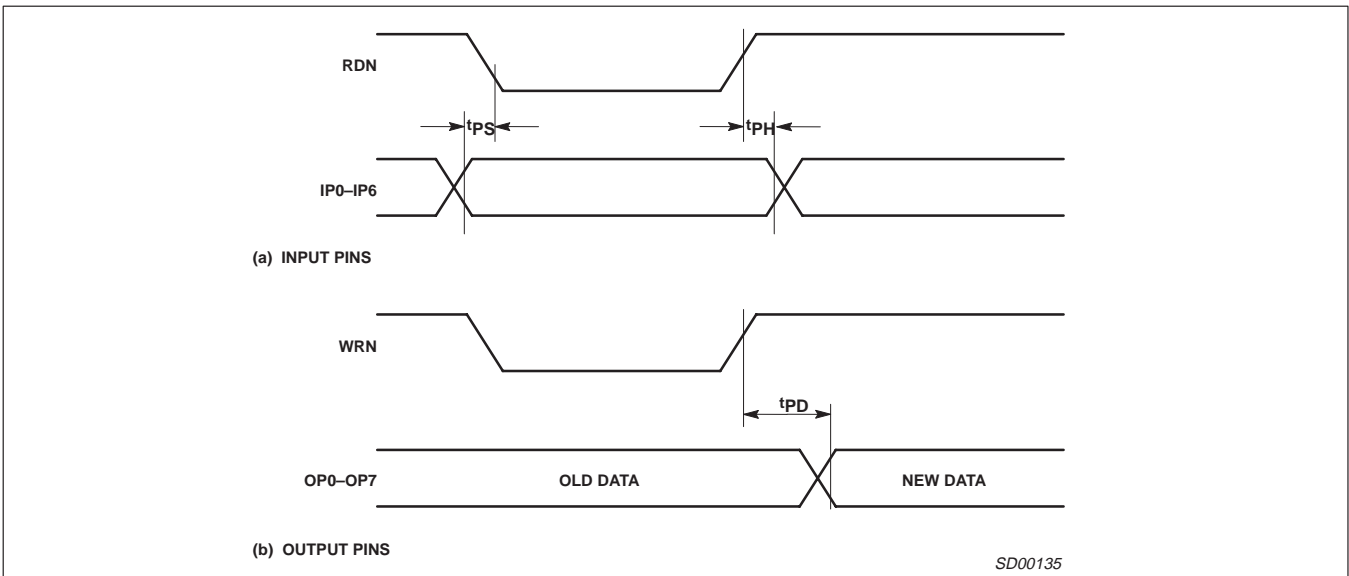 RDN
tPS
tPH
IP0–IP6
(a) INPUT PINS
WRN
tPD
OP0–OP7
OLD DATA
NEW DATA
(b) OUTPUT PINS
SD00135